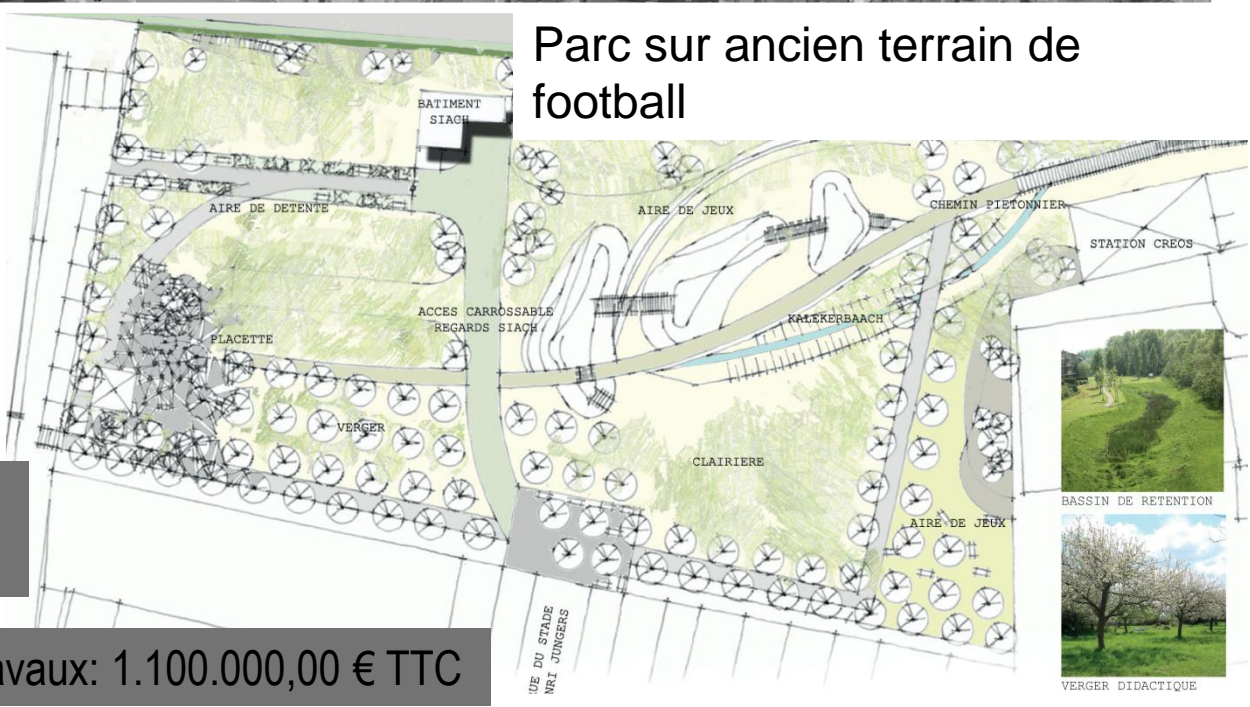 Parc sur ancien terrain de
football
BATIMENT
SIACH
AIRE DE DETENTE
AIRE DE JEUX
CHEMIN PIETONNIER
STATION CREOS
ACCES CARROSSABLE
REGARDS SIACH
KALEKERBAACH
PLACETTE
VERGER
CLAIRIERE
BASSIN DE RETENTION
AIRE DE JEUX
UE DU STADE
NRI JUNGERS
avaux: 1.100.000,00 € TTC
VERGER DIDACTIQUE